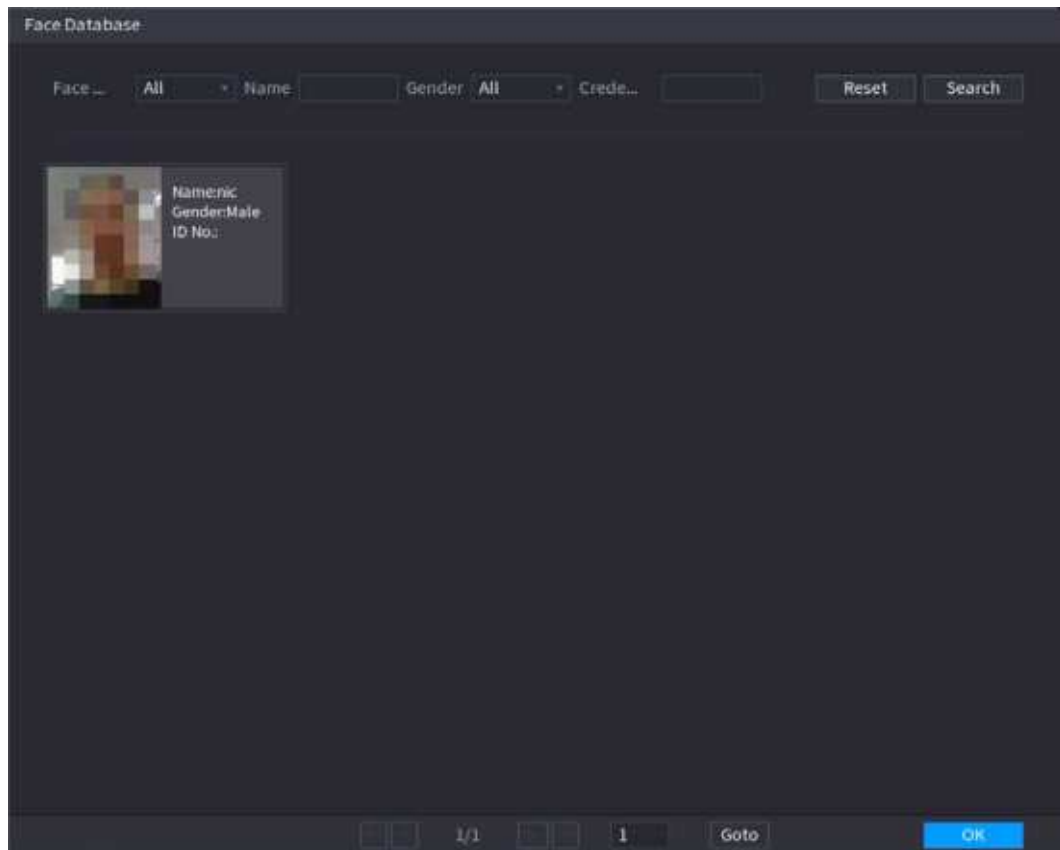 Face Database
Face ... All Name Gender All Crede... Reset Search
Name:nic
Gender:Male
ID No.:
1/1 1 Goto OK